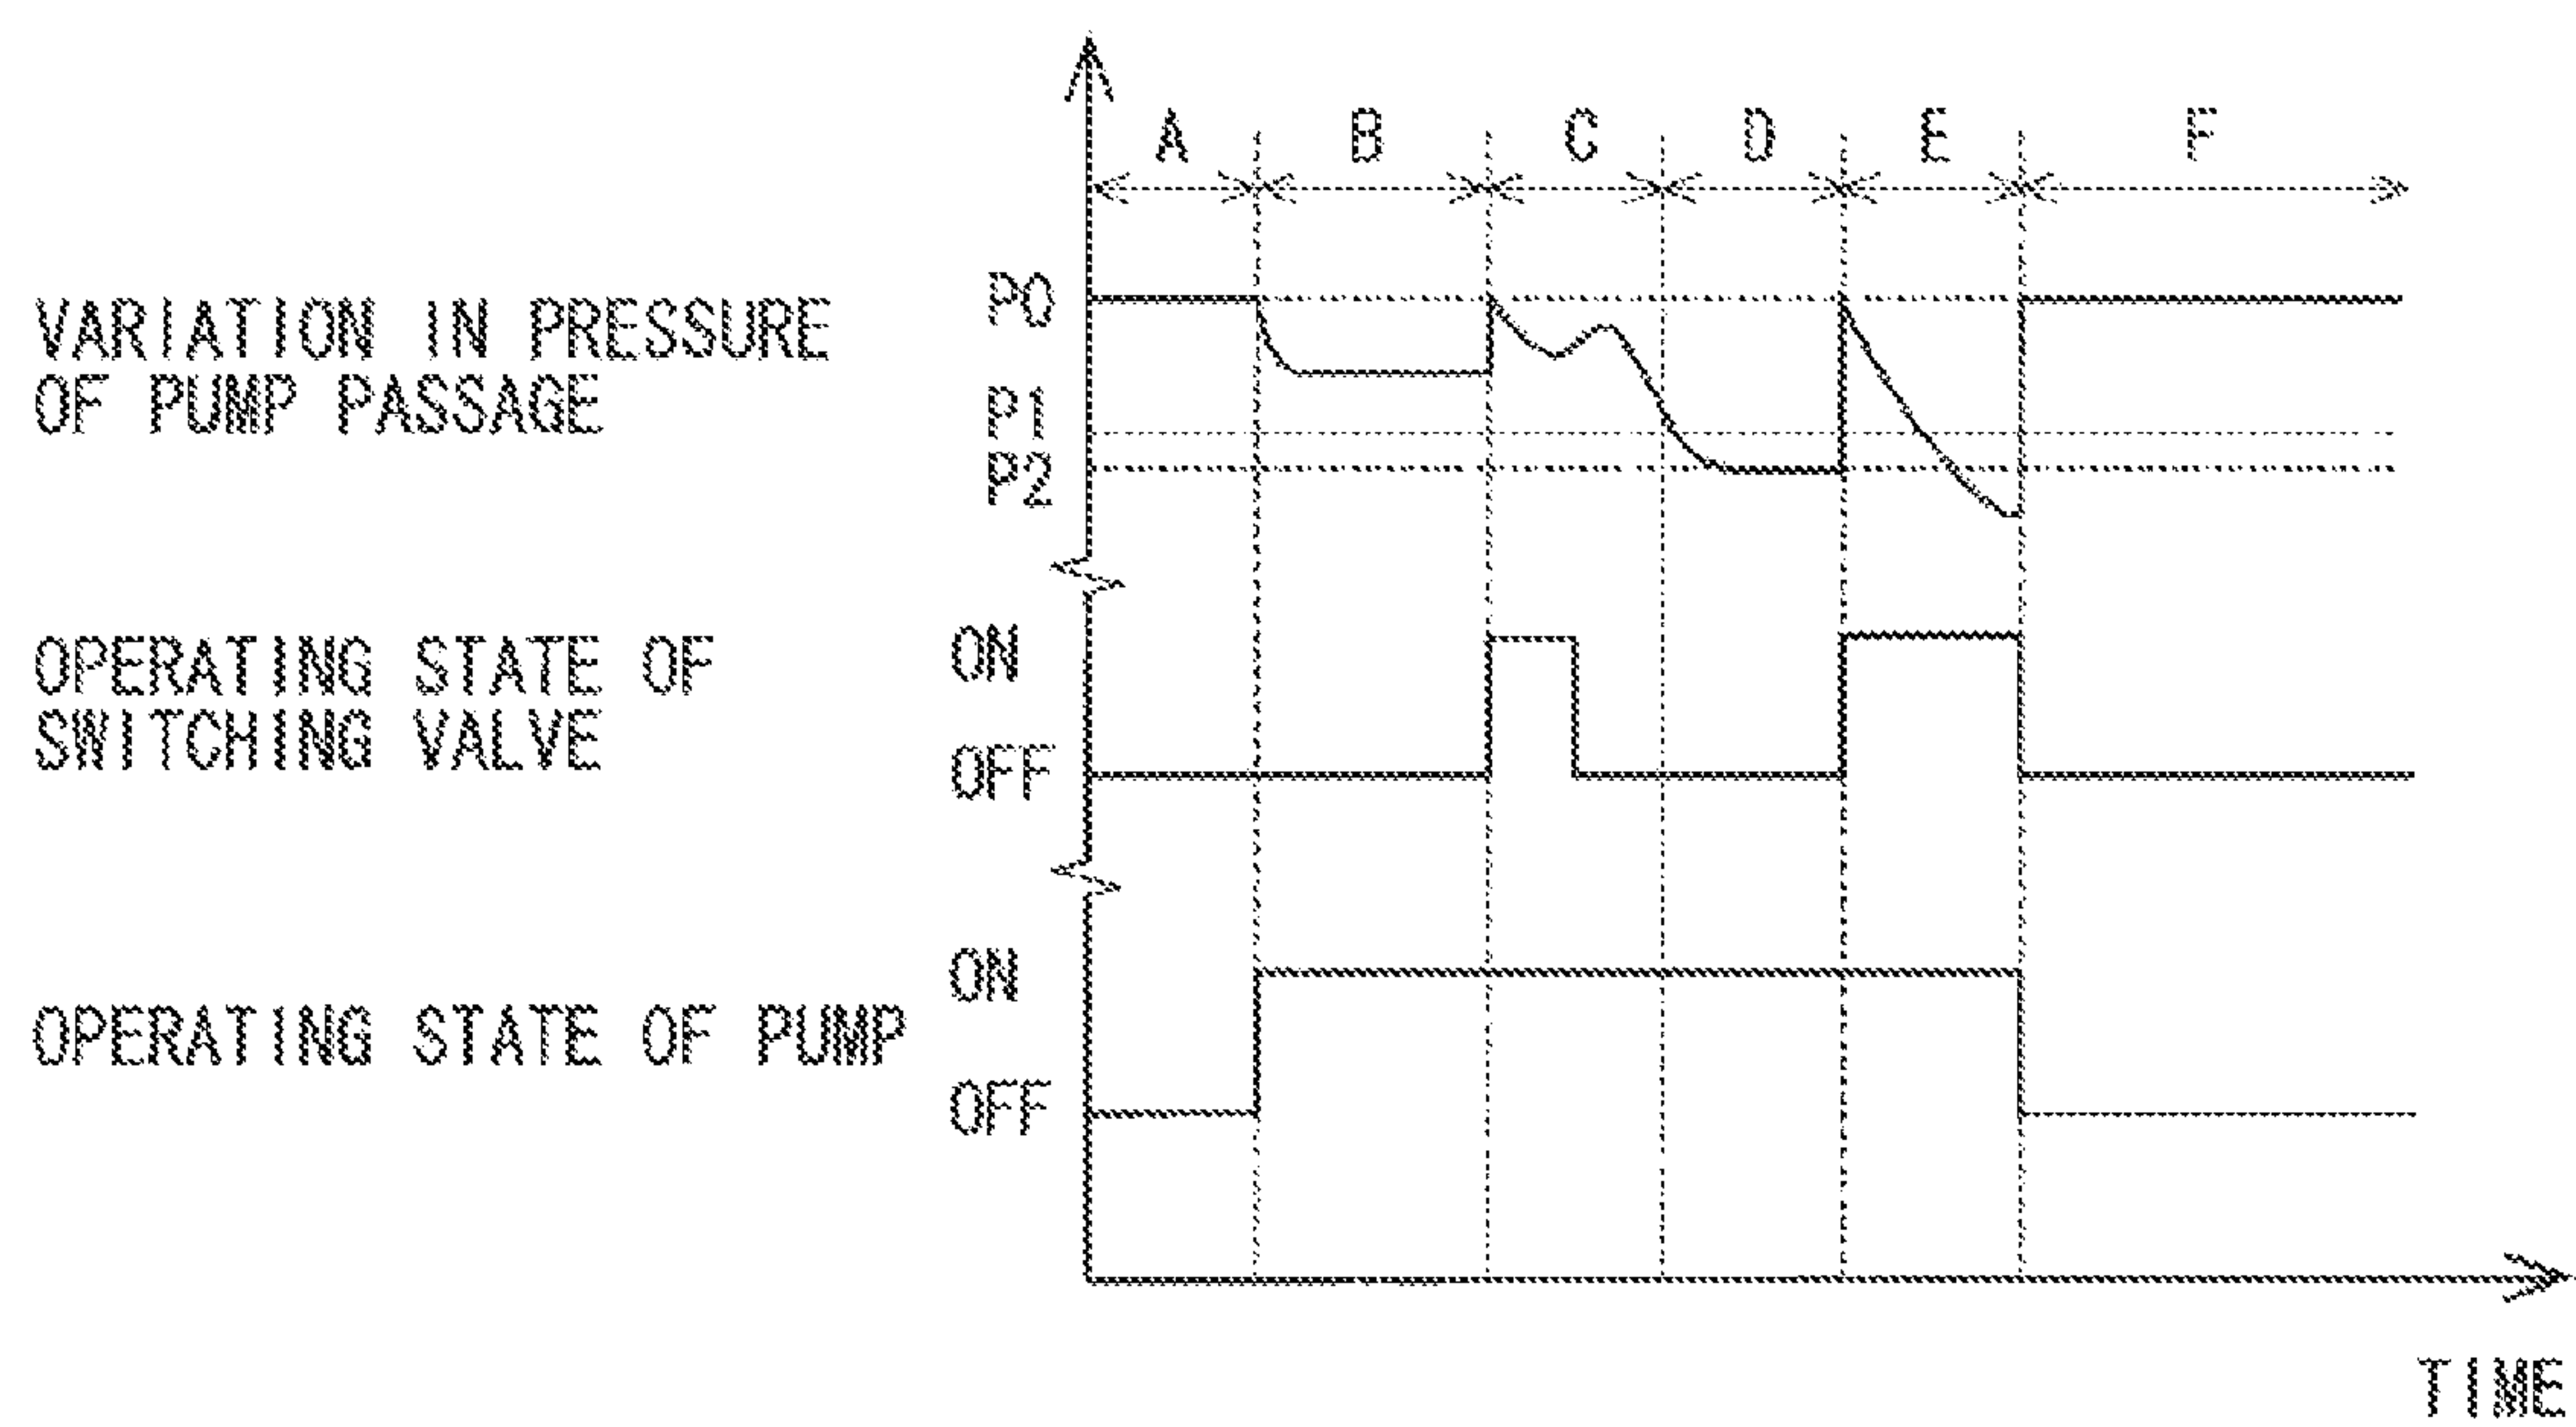 A B C D E F
VARIATION IN PRESSURE
OF PUMP PASSAGE
P0
P1
P2
OPERATING STATE OF
SWITCHING VALVE
ON
OFF
OPERATING STATE OF PUMP
ON
OFF
TIME